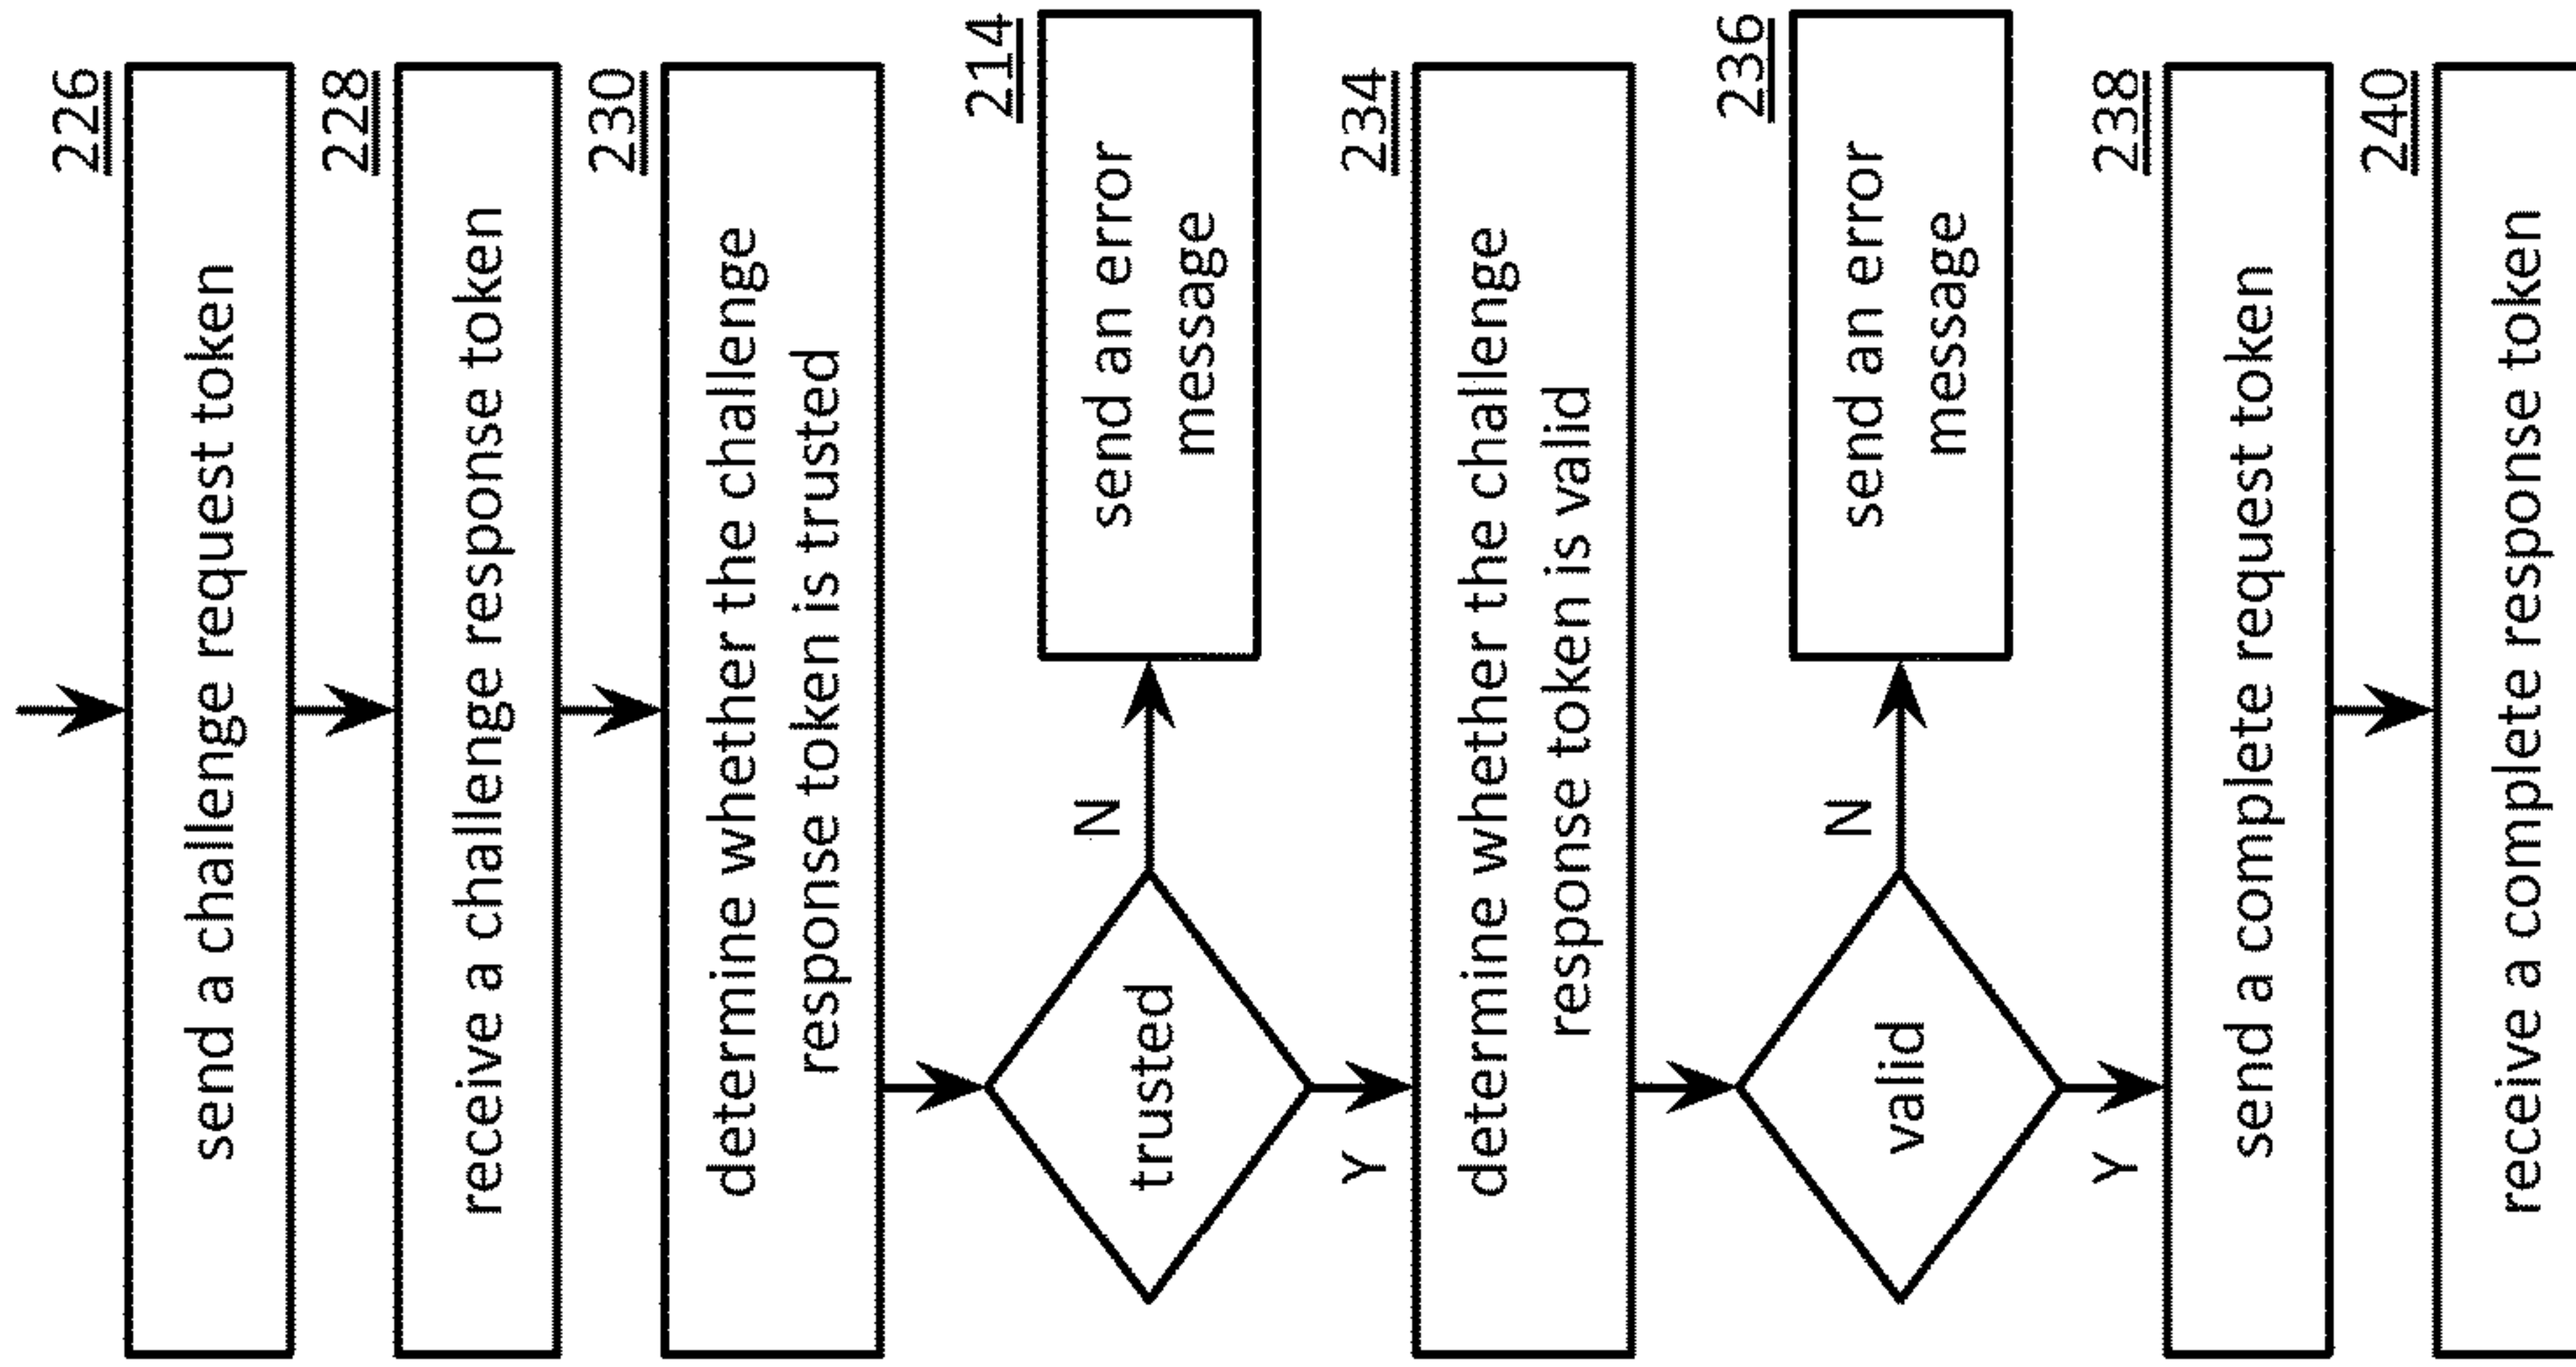 226
send a challenge request token
228
receive a challenge response token
230
determine whether the challenge
response token is trusted
214
trusted
N
send an error
message
Y
234
determine whether the challenge
response token is valid
236
valid
N
send an error
message
Y
238
send a complete request token
240
receive a complete response token